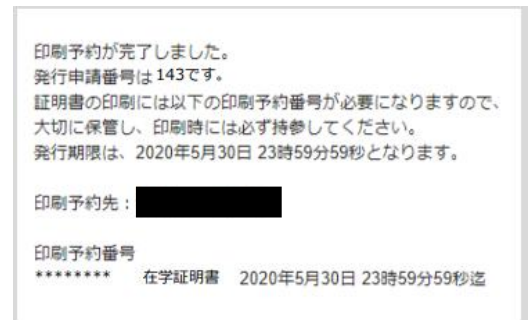 印刷予約が完了しました。
発行申請番号は143です。
証明書の印刷には以下の印刷予約番号が必要になりますので、
大切に保管し、印刷時には必ず持参してください。
発行期限は、2020年5月30日 23時59分59秒となります。
印刷予約先：
印刷予約番号
******** 在学証明書 2020年5月30日 23時59分59秒迄